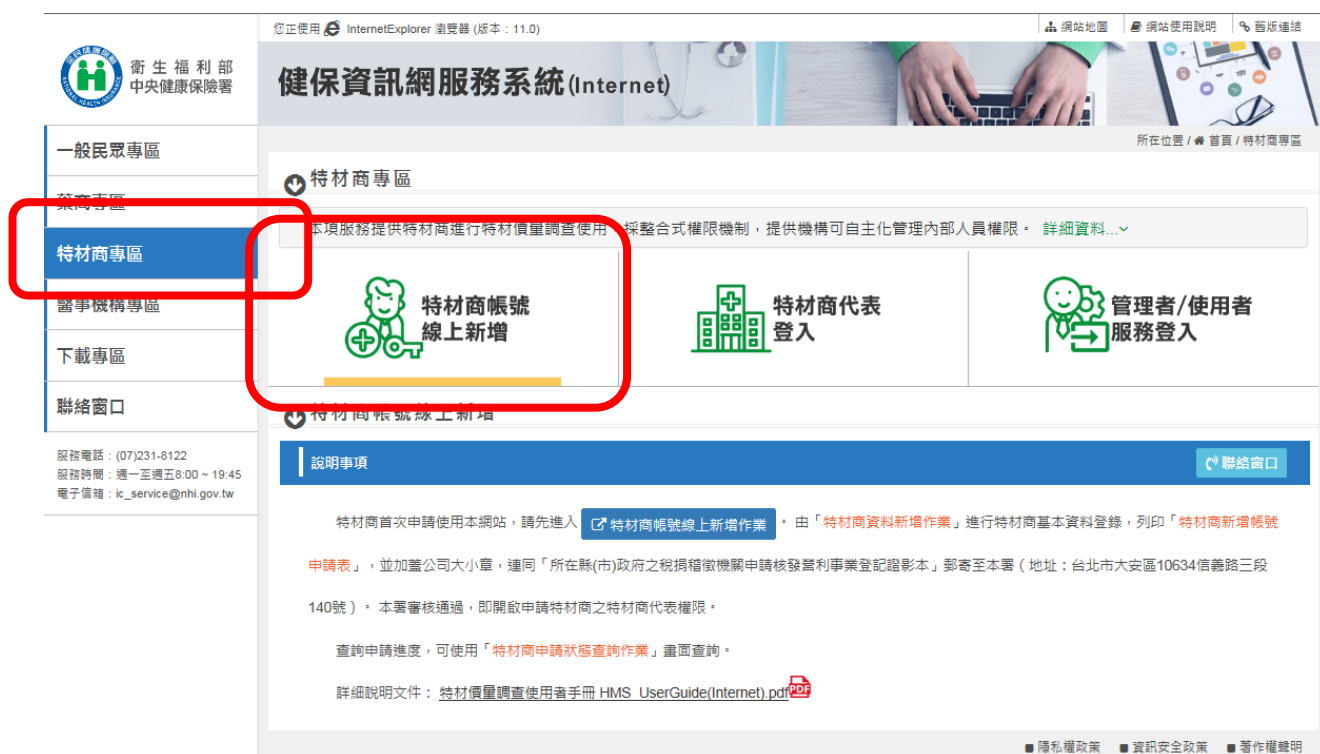 您正使用 InternetExplorer 瀏覽器 (版本：11.0)
網站地圖
網站使用說明
舊版連結
衛生福利部
中央健康保險署
NATIONAL HEALTH INSURANCE
健保資訊網服務系統(Internet)
所在位置 / 首頁 / 特材商專區
一般民眾專區
藥商專區
特材商專區
醫事機構專區
下載專區
聯絡窗口
服務電話：(07)231-8122
服務時間：週一至週五8:00 ~ 19:45
電子信箱：ic_service@nhi.gov.tw
特材商專區
本項服務提供特材商進行特材價量調查使用，採整合式權限機制，提供機構可自主化管理內部人員權限。 詳細資料...
特材商帳號
線上新增
特材商代表
登入
管理者/使用者
服務登入
特材商帳號線上新增
說明事項
聯絡窗口
特材商首次申請使用本網站，請先進入 特材商帳號線上新增作業 。由「特材商資料新增作業」進行特材商基本資料登錄，列印「特材商新增帳號
申請表」，並加蓋公司大小章，連同「所在縣(市)政府之稅捐稽徵機關申請核發營利事業登記證影本」郵寄至本署（地址：台北市大安區10634信義路三段
140號）。本署審核通過，即開啟申請特材商之特材商代表權限。
查詢申請進度，可使用「特材商申請狀態查詢作業」畫面查詢。
詳細說明文件： 特材價量調查使用者手冊 HMS_UserGuide(Internet).pdf
PDF
隱私權政策
資訊安全政策
著作權聲明